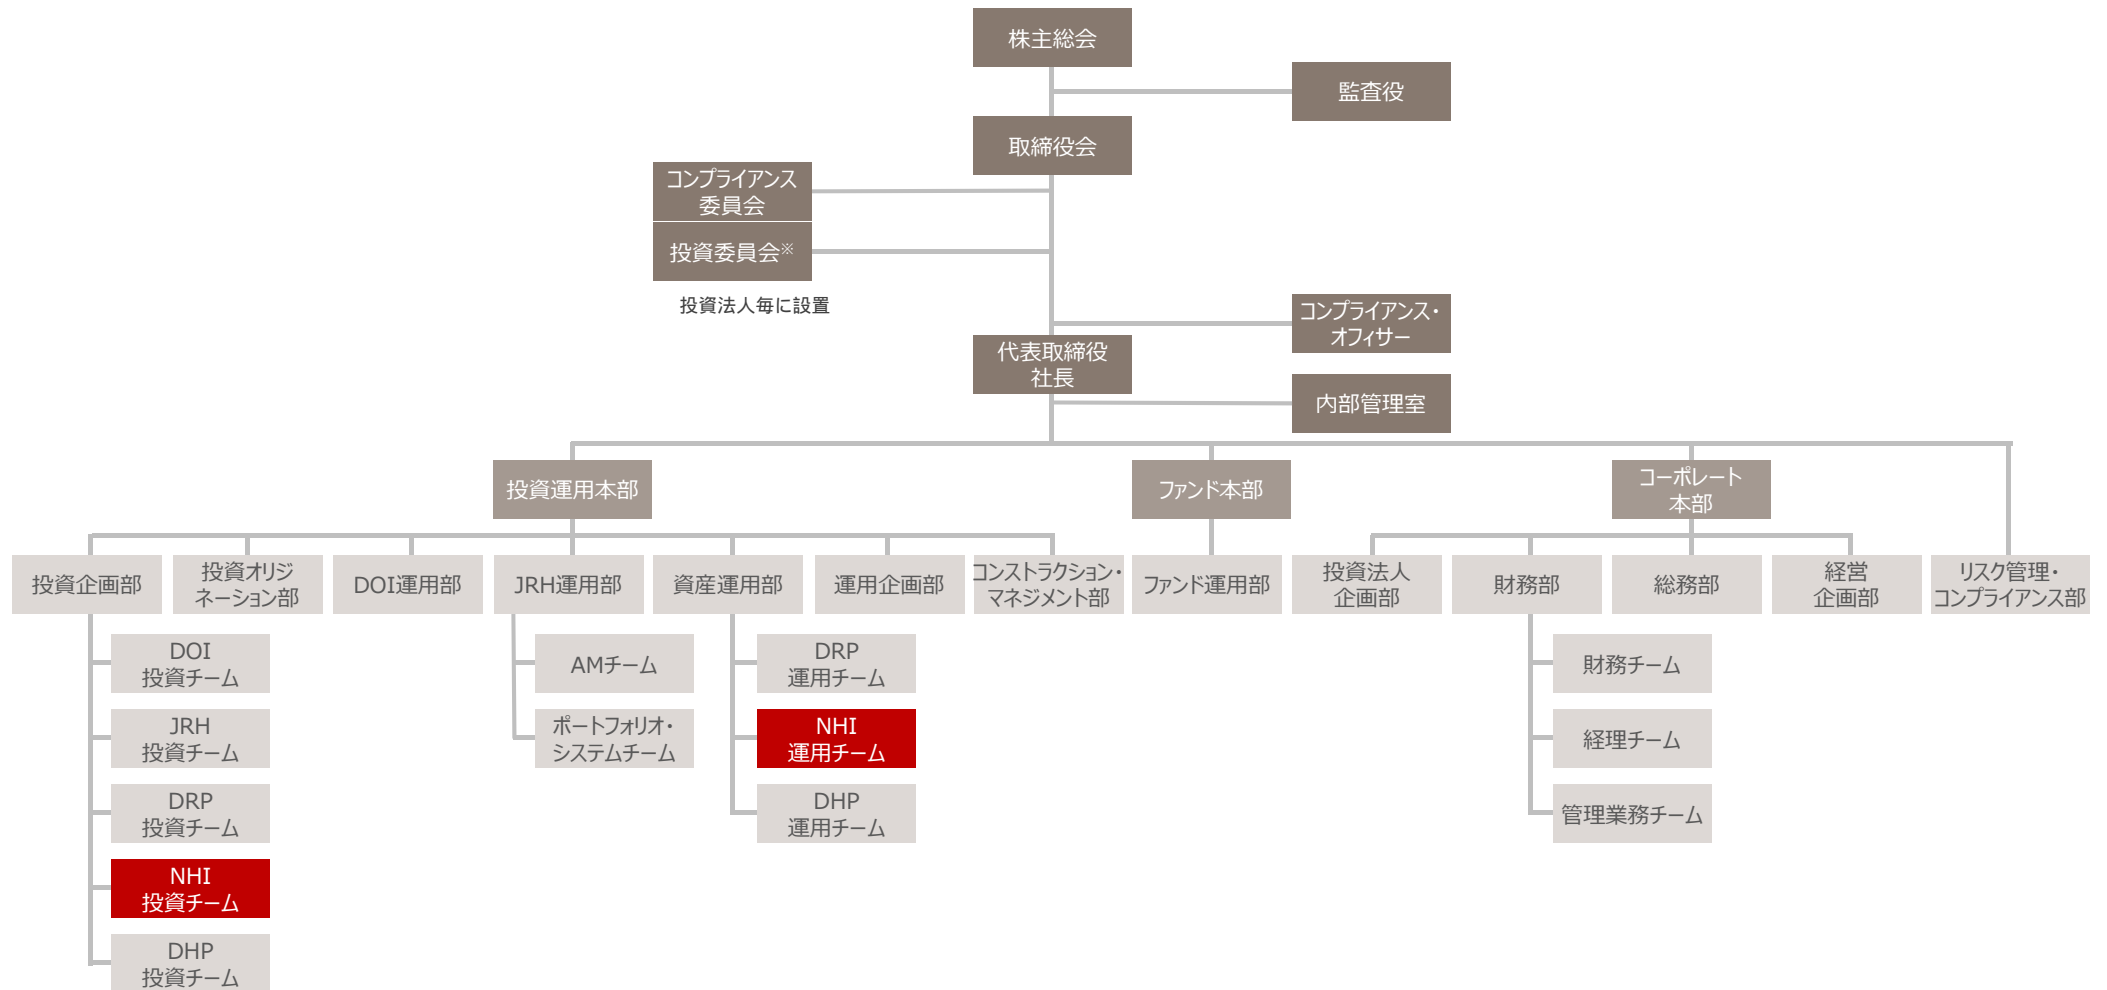 株主総会
監査役
取締役会
コンプライアンス
委員会
投資委員会※
投資法人毎に設置
コンプライアンス・
オフィサー
代表取締役
社長
内部管理室
投資運用本部
ファンド本部
コーポレート
本部
投資企画部
投資オリジ
ネーション部
DOI運用部
JRH運用部
資産運用部
運用企画部
コンストラクション・
マネジメント部
ファンド運用部
投資法人
企画部
財務部
総務部
経営
企画部
リスク管理・
コンプライアンス部
DOI
投資チーム
JRH
投資チーム
DRP
投資チーム
NHI
投資チーム
DHP
投資チーム
AMチーム
ポートフォリオ・
システムチーム
DRP
運用チーム
NHI
運用チーム
DHP
運用チーム
財務チーム
経理チーム
管理業務チーム